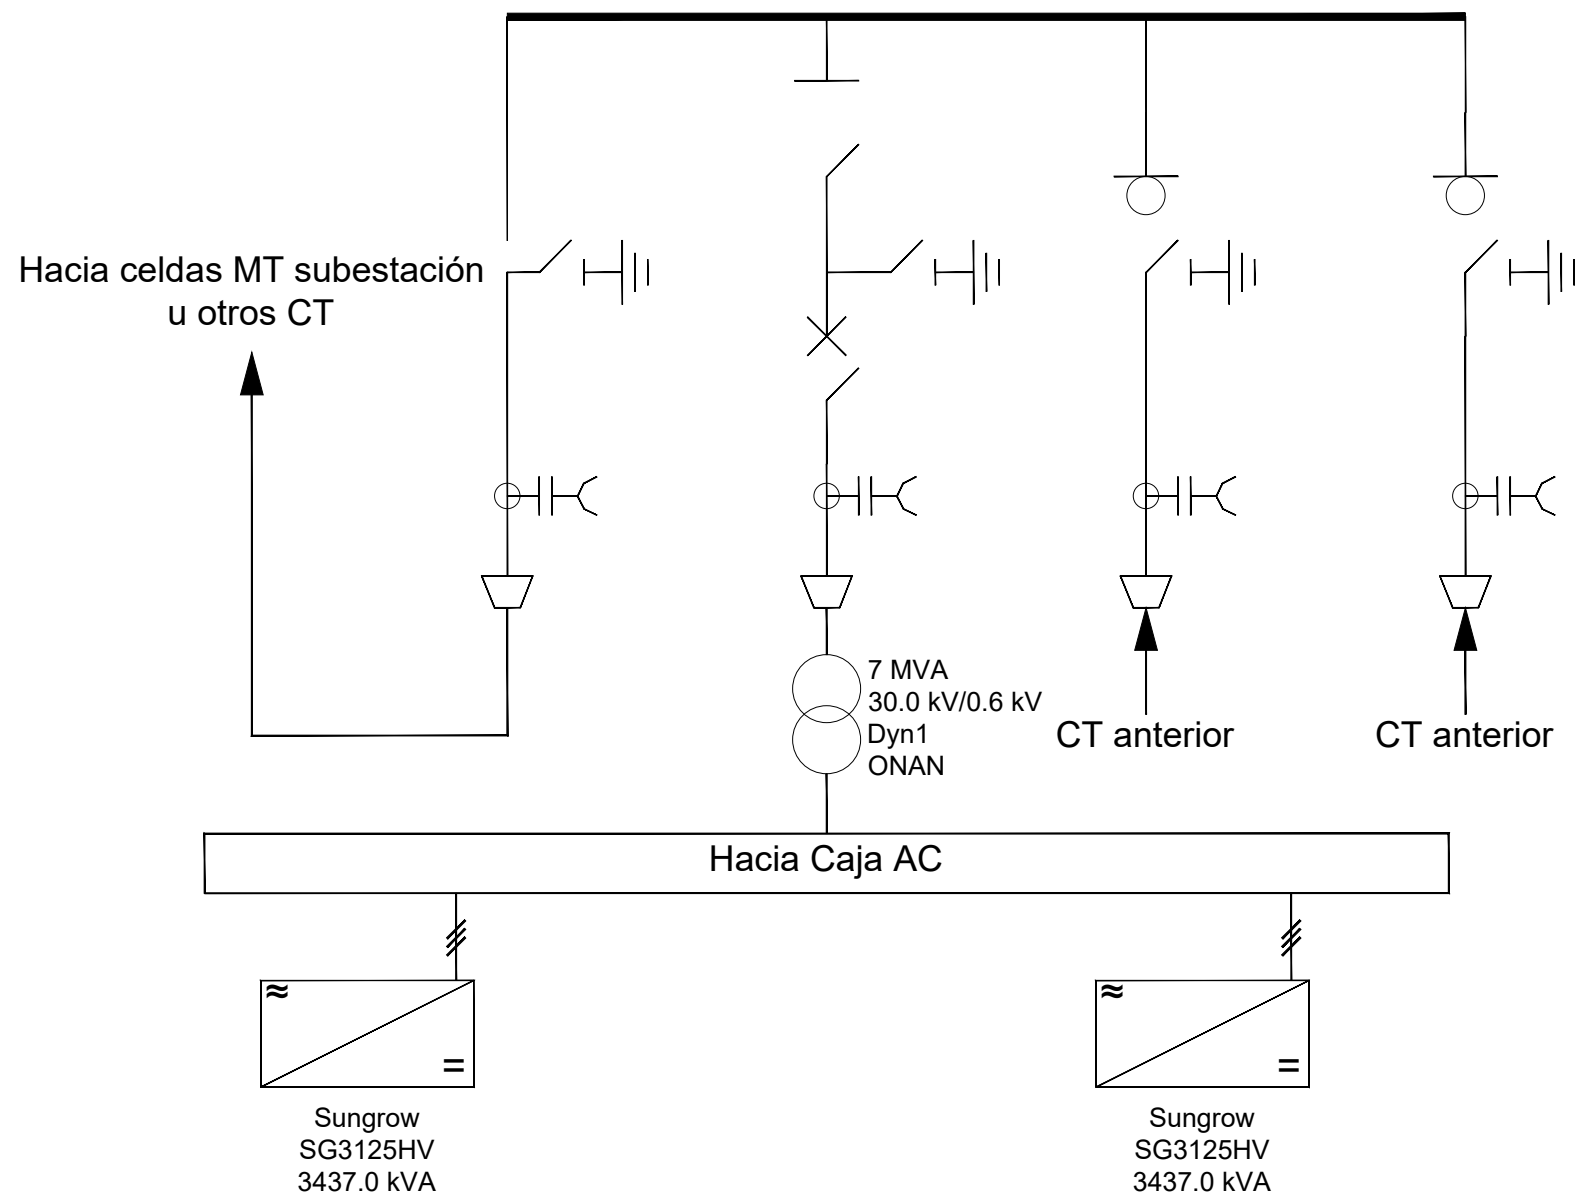 Hacia celdas MT subestación
u otros CT
7 MVA
30.0 kV/0.6 kV
Dyn1
ONAN
CT anterior
CT anterior
Hacia Caja AC
≈
=
≈
=
Sungrow
SG3125HV
3437.0 kVA
Sungrow
SG3125HV
3437.0 kVA